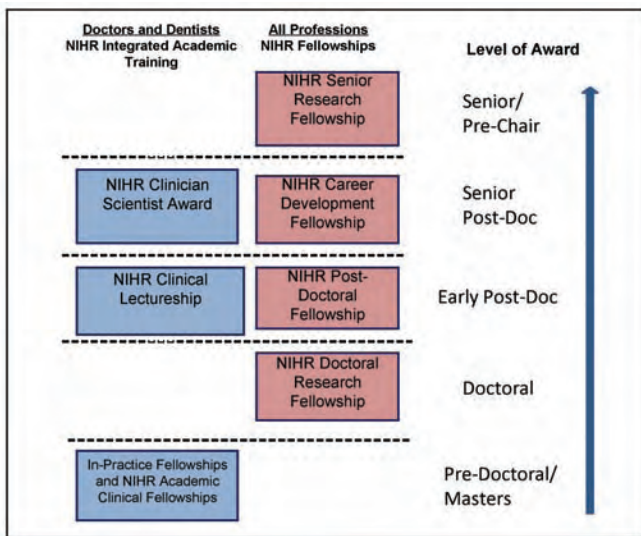 Doctors and Dentists
NIHR Integrated Academic
Training
All Professions
NIHR Fellowships
Level of Award
NIHR Senior
Research
Fellowship
Senior/
Pre-Chair
NIHR Clinician
Scientist Award
NIHR Career
Development
Fellowship
Senior
Post-Doc
NIHR Clinical
Lectureship
NIHR Post-
Doctoral
Fellowship
Early Post-Doc
NIHR Doctoral
Research
Fellowship
Doctoral
In-Practice Fellowships
and NIHR Academic
Clinical Fellowships
Pre-Doctoral/
Masters